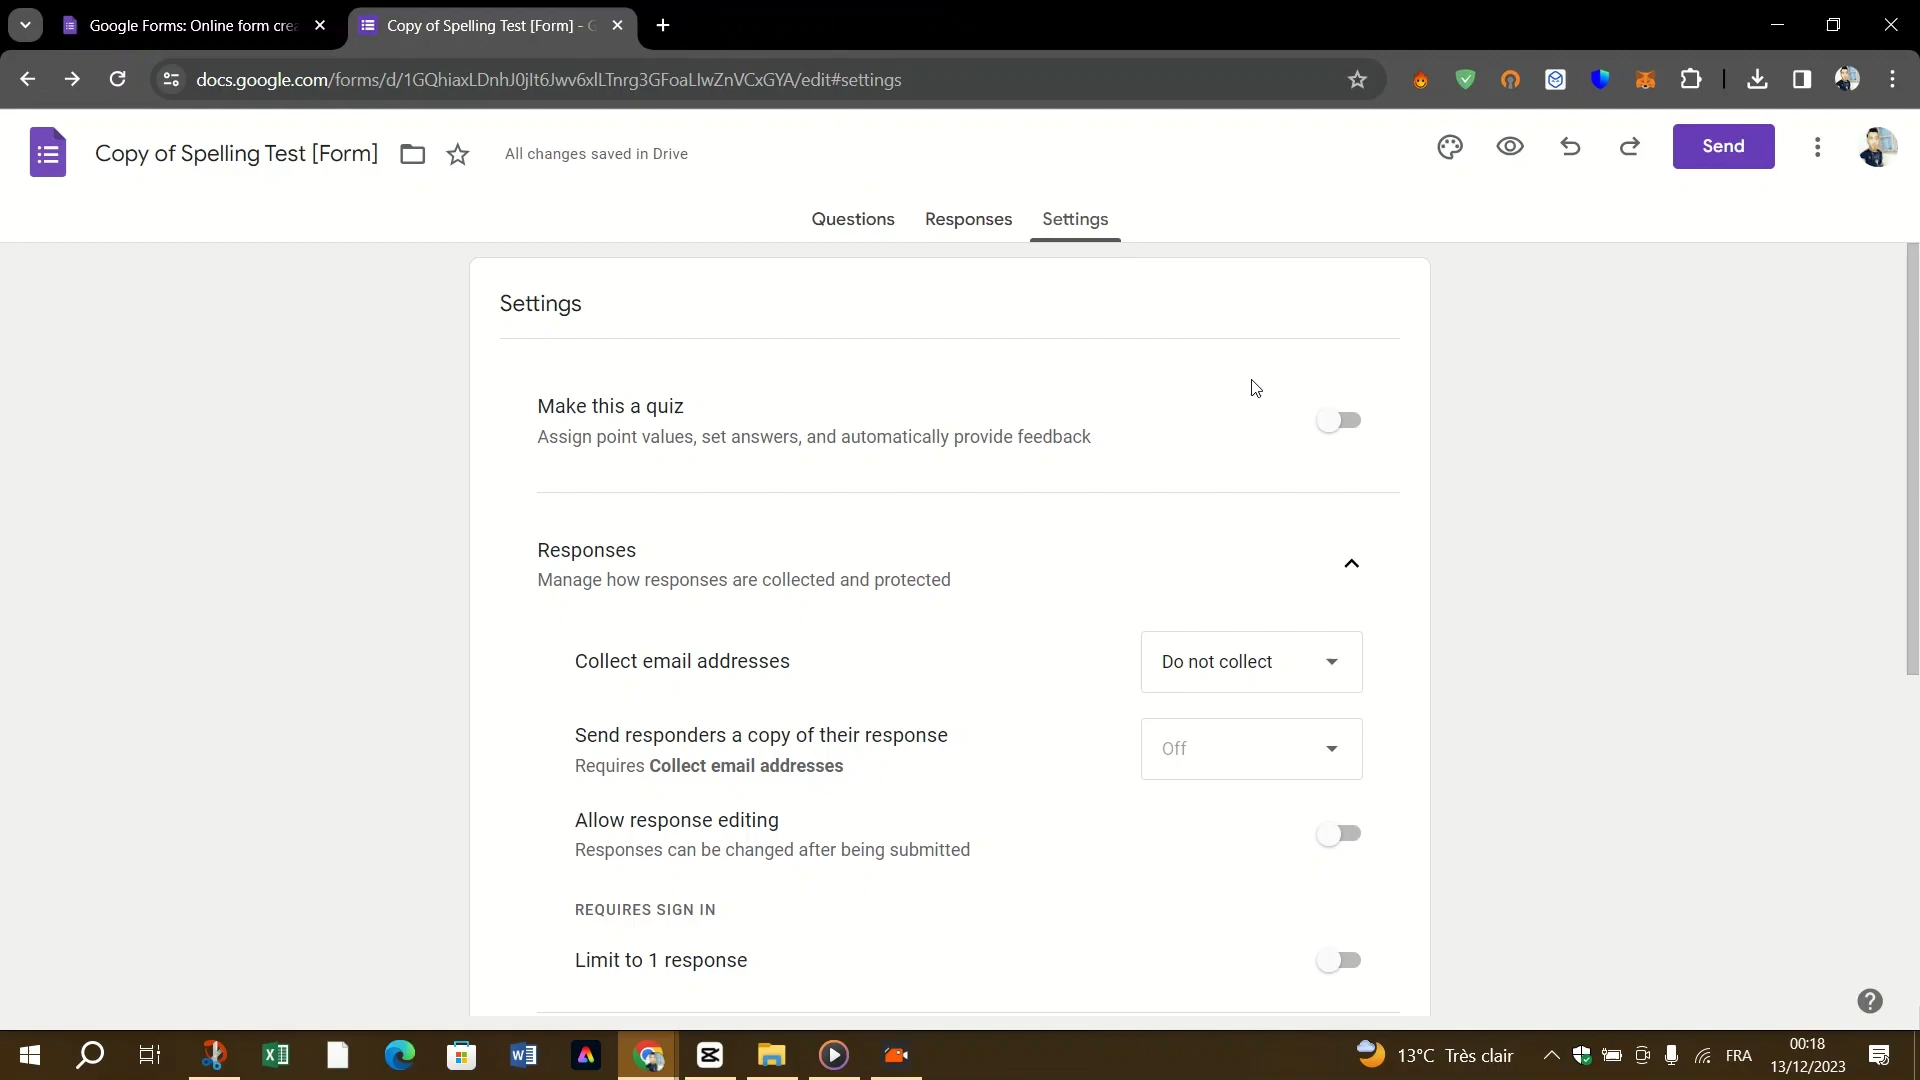 Google Forms: Online form crea
Copy of Spelling Test [Form] - G
docs.google.com/forms/d/1GQhiaxLDnhJ0jIt6Jwv6xlLTnrg3GFoaLIwZnVCxGYA/edit#settings
Copy of Spelling Test [Form]
All changes saved in Drive
Send
Questions
Responses
Settings
Settings
Make this a quiz
Assign point values, set answers, and automatically provide feedback
Responses
Manage how responses are collected and protected
Collect email addresses
Do not collect
Send responders a copy of their response
Requires Collect email addresses
Off
Allow response editing
Responses can be changed after being submitted
REQUIRES SIGN IN
Limit to 1 response
13°C Très clair
FRA
00:18
13/12/2023